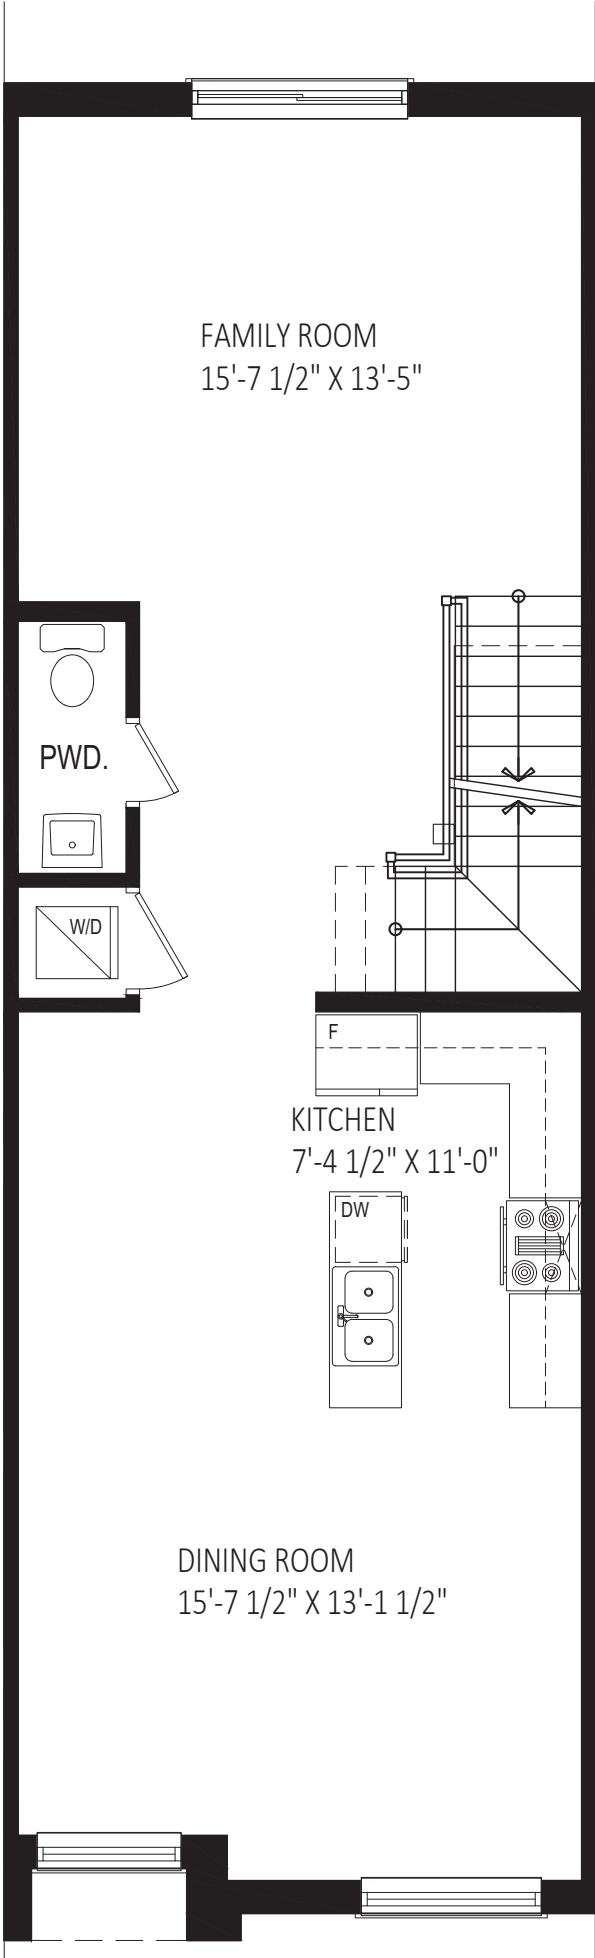 FAMILY ROOM
15'-7 1/2" X 13'-5"
PWD.
W/D
F
KITCHEN
7'-4 1/2" X 11'-0"
DW
DINING ROOM
15'-7 1/2" X 13'-1 1/2"